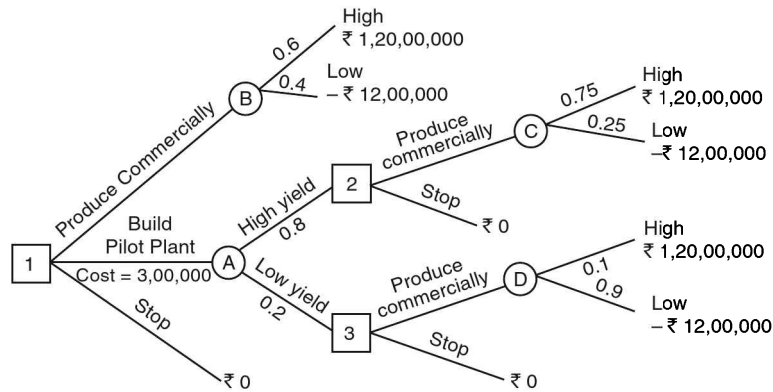 High
₹ 1,20,00,000
0.6
Low
– ₹ 12,00,000
0.4
B
Produce Commercially
High
₹ 1,20,00,000
0.75
0.25
Low
–₹ 12,00,000
C
Produce
commercially
2
Stop
₹ 0
High yield
0.8
Build
Pilot Plant
1
Cost = 3,00,000
A
Low yield
0.2
High
₹ 1,20,00,000
0.1
0.9
Low
– ₹ 12,00,000
D
Produce
commercially
3
Stop
₹ 0
Stop
₹ 0